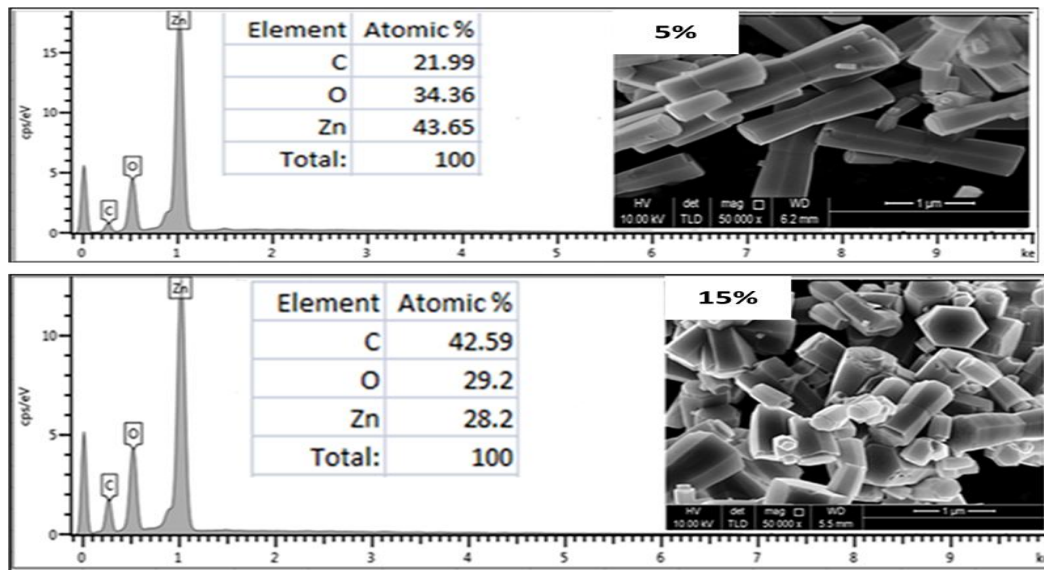 Zn
Element Atomic %
C 21.99
O 34.36
Zn 43.65
Total: 100
5%
15
10
5
0
cps/eV
O
C
HV det mag □ WD
10.00 kV TLD 50 000 x 6.2 mm
1 µm
0 1 2 3 4 5 6 7 8 9 ke
Zn
Element Atomic %
C 42.59
O 29.2
Zn 28.2
Total: 100
15%
10
5
0
cps/eV
O
C
HV det mag □ WD
10.00 kV TLD 50 000 x 5.5 mm
1 µm
0 1 2 3 4 5 6 7 8 9 ke